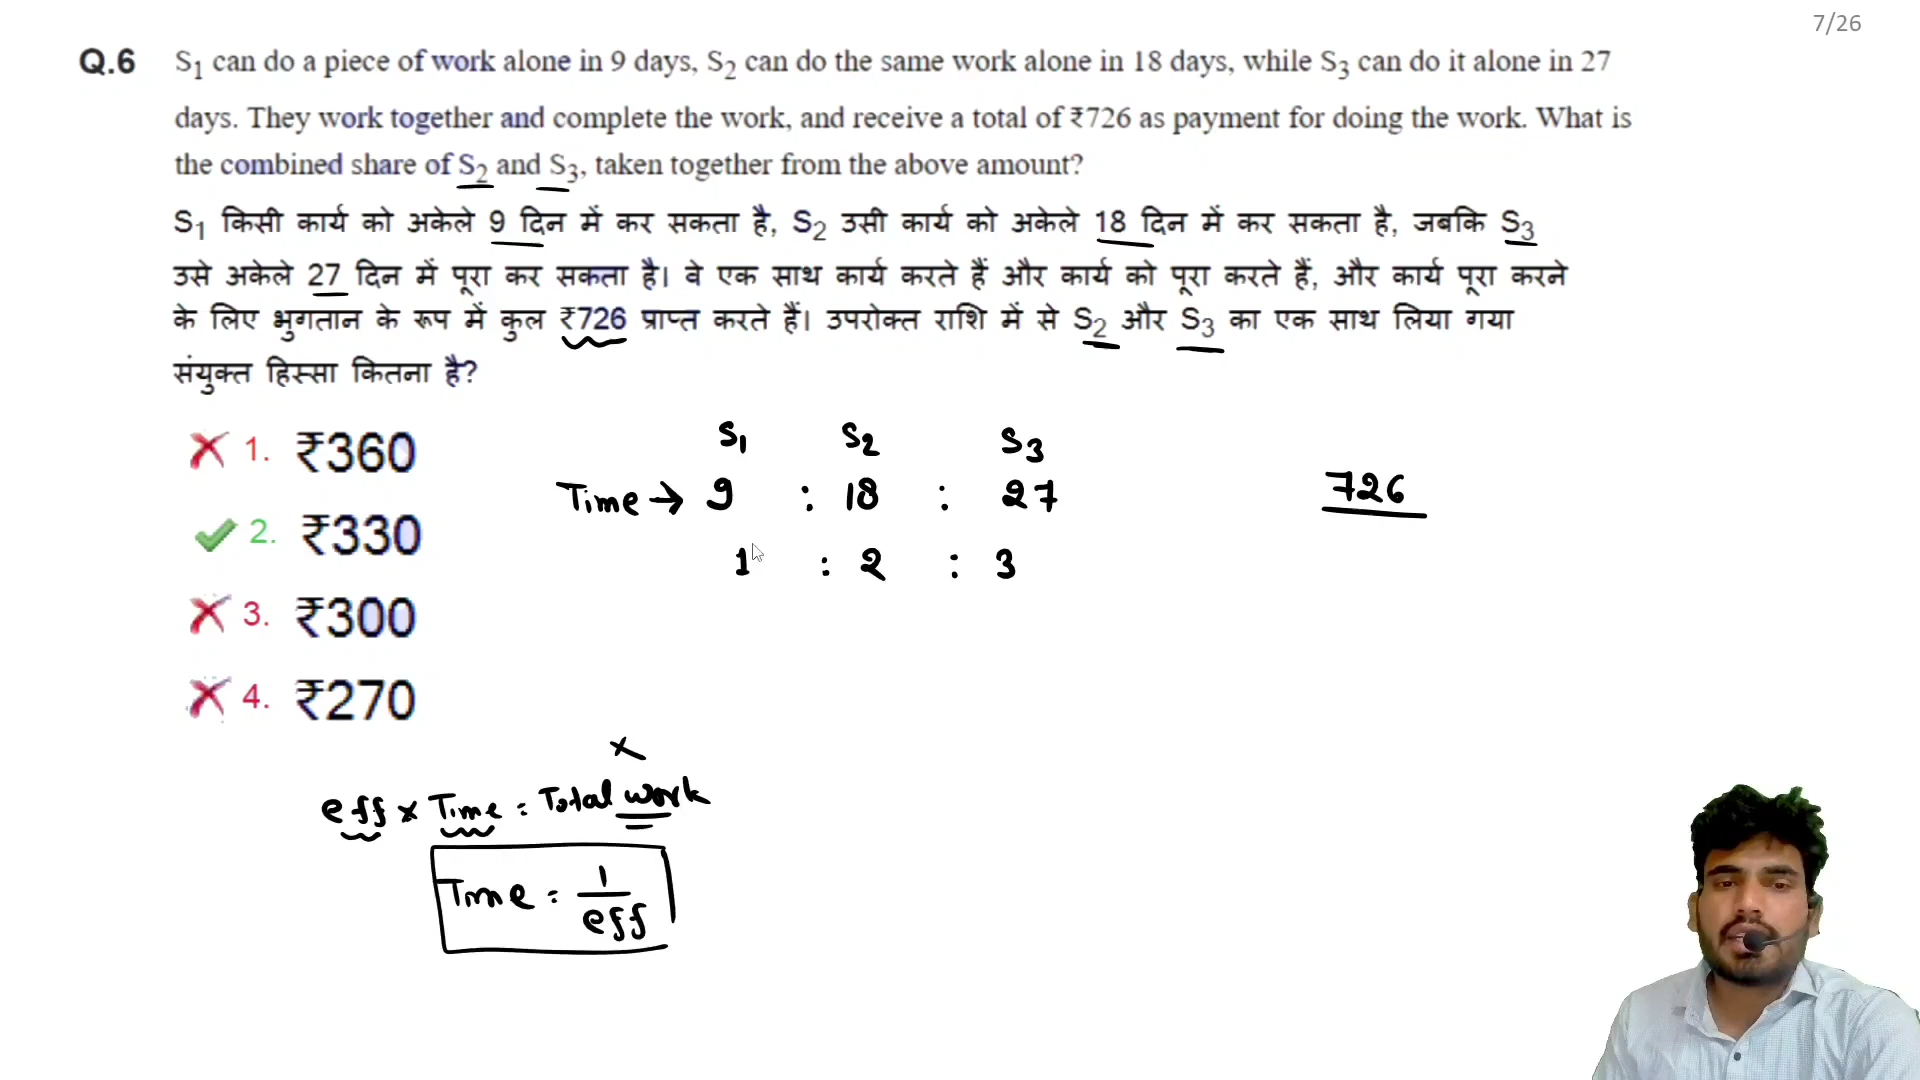 7/26
Q.6 S1 can do a piece of work alone in 9 days, S2 can do the same work alone in 18 days, while S3 can do it alone in 27
days. They work together and complete the work, and receive a total of ₹726 as payment for doing the work. What is
the combined share of S2 and S3, taken together from the above amount?
S1 किसी कार्य को अकेले 9 दिन में कर सकता है, S2 उसी कार्य को अकेले 18 दिन में कर सकता है, जबकि S3
उसे अकेले 27 दिन में पूरा कर सकता है। वे एक साथ कार्य करते हैं और कार्य को पूरा करते हैं, और कार्य पूरा करने
के लिए भुगतान के रूप में कुल ₹726 प्राप्त करते हैं। उपरोक्त राशि में से S2 और S3 का एक साथ लिया गया
संयुक्त हिस्सा कितना है?
1. ₹360
2. ₹330
3. ₹300
4. ₹270
S1 S2 S3
Time → 9 : 18 : 27
726
1 : 2 : 3
x
eff x Time = Total work
Time = 1/eff